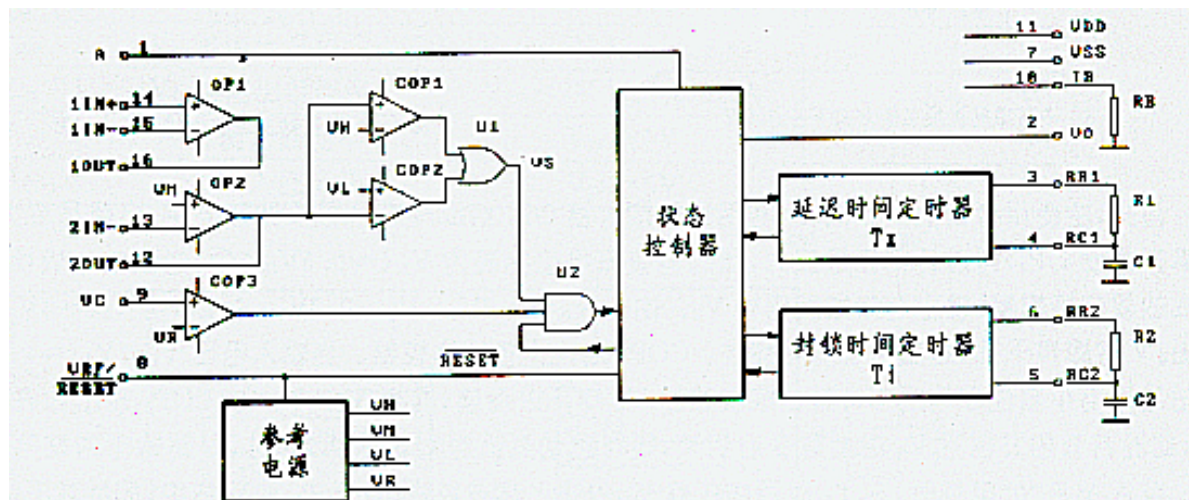 A 1
1IN+ 14
1IN- 15
1OUT 16
OP1
VM
2IN- 13
2OUT 12
OP2
VC 9
VR
COP3
VRF/
RESET 8
COP1
VH
VL
COP2
U1
VS
U2
RESET
参考
电源
VH
VM
VL
VR
状态
控制器
延迟时间定时器
Tx
封锁时间定时器
Ti
11 VDD
7 VSS
10 IB
RB
2 VO
3 RR1
R1
4 RC1
C1
6 RR2
R2
5 RC2
C2